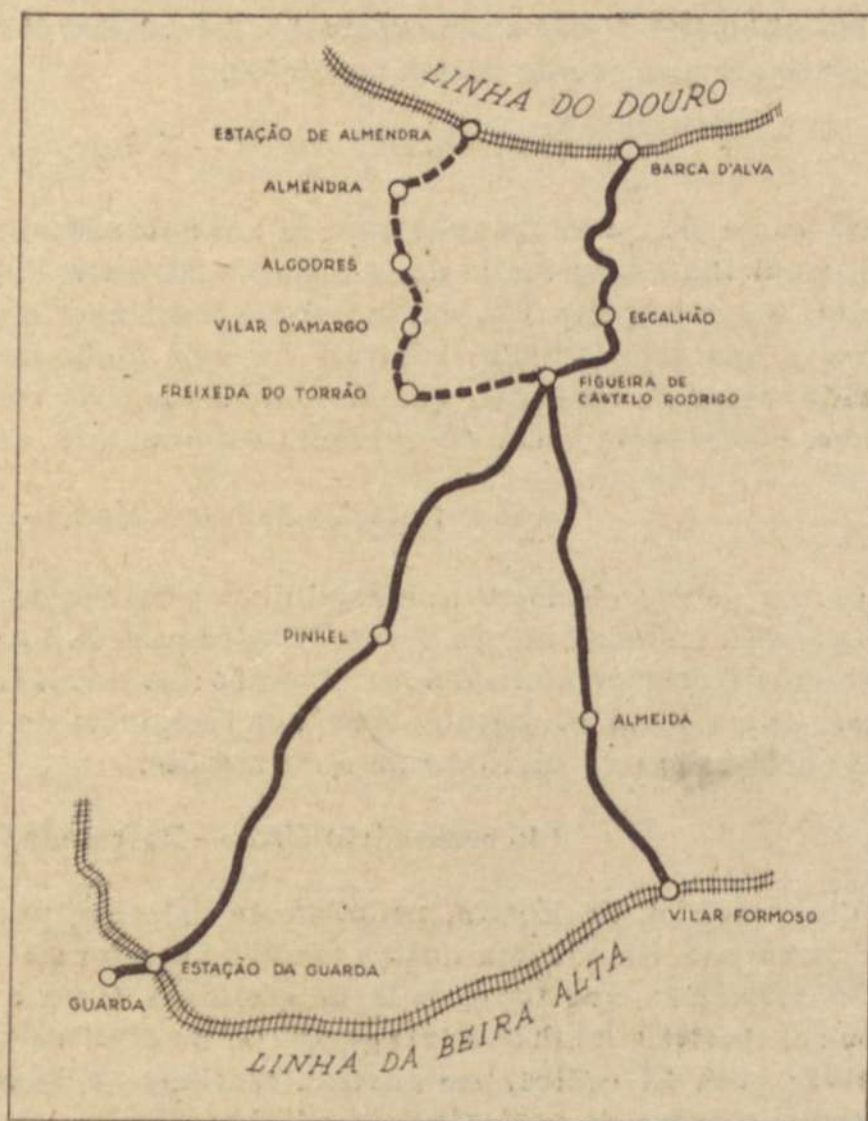 LINHA DO DOURO
ESTAÇÃO DE ALMENDRA
BARCA D'ALVA
ALMENDRA
ALGODRES
VILAR D'AMARGO
ESCALHÃO
FREIXEDA DO TORRÃO
FIGUEIRA DE
CASTELO RODRIGO
PINHEL
ALMEIDA
VILAR FORMOSO
ESTAÇÃO DA GUARDA
GUARDA
LINHA DA BEIRA ALTA